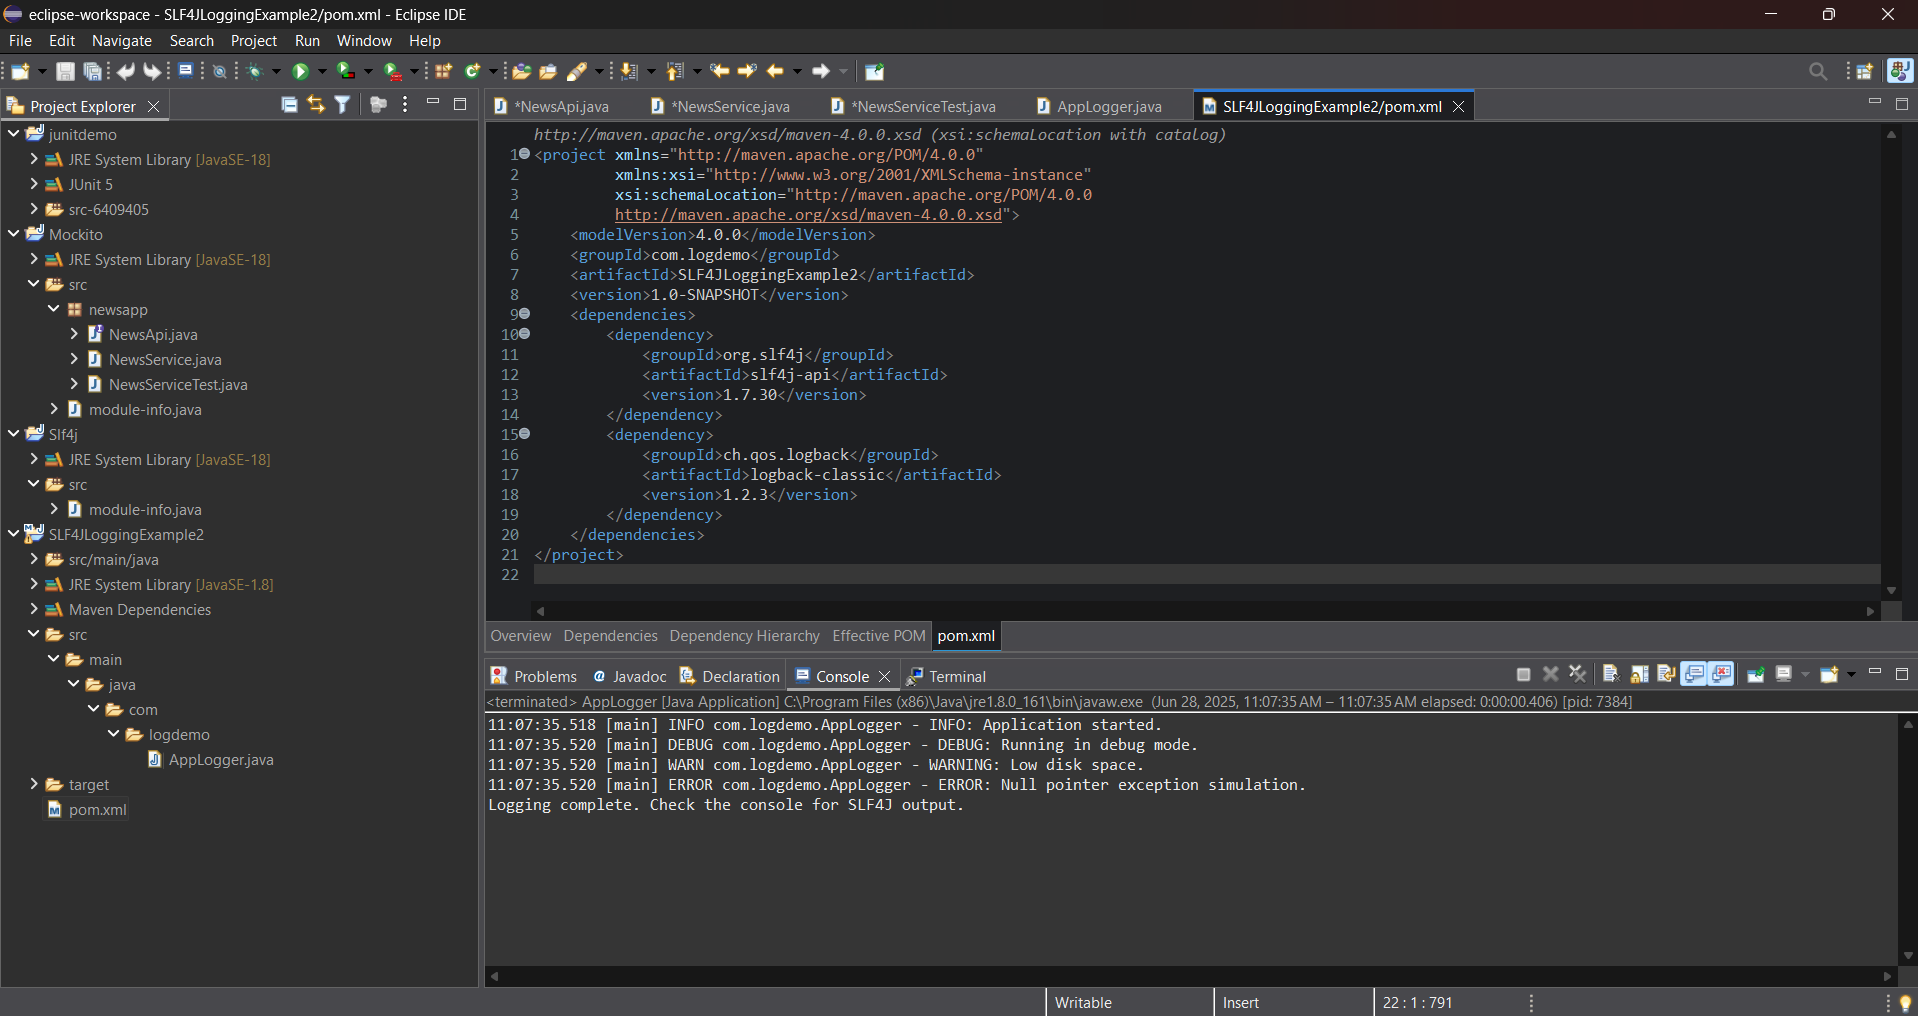 eclipse-workspace - SLF4JLoggingExample2/pom.xml - Eclipse IDE
File Edit Navigate Search Project Run Window Help
Project Explorer
junitdemo
JRE System Library [JavaSE-18]
JUnit 5
src-6409405
Mockito
JRE System Library [JavaSE-18]
src
newsapp
NewsApi.java
NewsService.java
NewsServiceTest.java
module-info.java
Slf4j
JRE System Library [JavaSE-18]
src
module-info.java
SLF4JLoggingExample2
src/main/java
JRE System Library [JavaSE-1.8]
Maven Dependencies
src
main
java
com
logdemo
AppLogger.java
target
pom.xml
*NewsApi.java *NewsService.java *NewsServiceTest.java AppLogger.java SLF4JLoggingExample2/pom.xml
http://maven.apache.org/xsd/maven-4.0.0.xsd (xsi:schemaLocation with catalog)
1 <project xmlns="http://maven.apache.org/POM/4.0.0"
2 xmlns:xsi="http://www.w3.org/2001/XMLSchema-instance"
3 xsi:schemaLocation="http://maven.apache.org/POM/4.0.0
4 http://maven.apache.org/xsd/maven-4.0.0.xsd">
5 <modelVersion>4.0.0</modelVersion>
6 <groupId>com.logdemo</groupId>
7 <artifactId>SLF4JLoggingExample2</artifactId>
8 <version>1.0-SNAPSHOT</version>
9 <dependencies>
10 <dependency>
11 <groupId>org.slf4j</groupId>
12 <artifactId>slf4j-api</artifactId>
13 <version>1.7.30</version>
14 </dependency>
15 <dependency>
16 <groupId>ch.qos.logback</groupId>
17 <artifactId>logback-classic</artifactId>
18 <version>1.2.3</version>
19 </dependency>
20 </dependencies>
21 </project>
22
Overview Dependencies Dependency Hierarchy Effective POM pom.xml
Problems Javadoc Declaration Console Terminal
<terminated> AppLogger [Java Application] C:\Program Files (x86)\Java\jre1.8.0_161\bin\javaw.exe (Jun 28, 2025, 11:07:35 AM – 11:07:35 AM elapsed: 0:00:00.406) [pid: 7384]
11:07:35.518 [main] INFO com.logdemo.AppLogger - INFO: Application started.
11:07:35.520 [main] DEBUG com.logdemo.AppLogger - DEBUG: Running in debug mode.
11:07:35.520 [main] WARN com.logdemo.AppLogger - WARNING: Low disk space.
11:07:35.520 [main] ERROR com.logdemo.AppLogger - ERROR: Null pointer exception simulation.
Logging complete. Check the console for SLF4J output.
Writable Insert 22 : 1 : 791